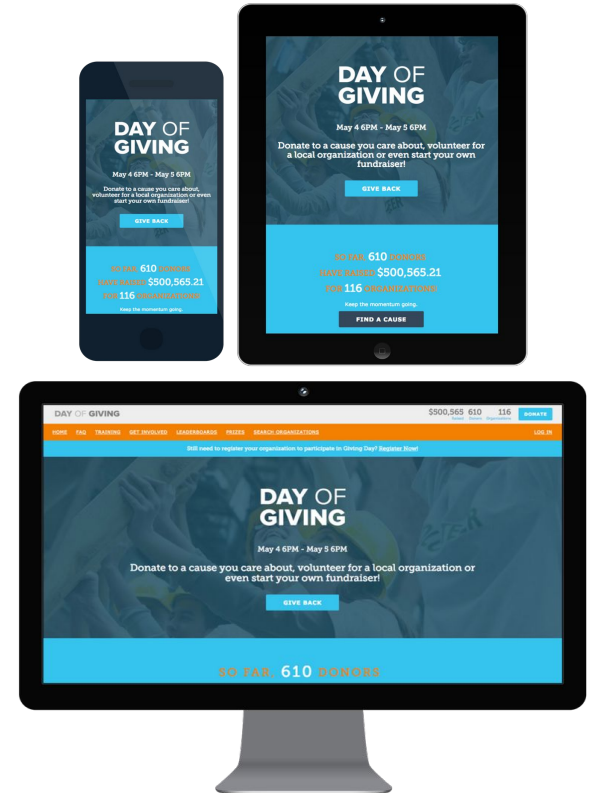 DAY OF
GIVING
May 4 6PM - May 5 6PM
Donate to a cause you care about,
volunteer for a local organization or even
start your own fundraiser!
GIVE BACK
SO FAR, 610 DONORS
HAVE RAISED $500,565.21
FOR 116 ORGANIZATIONS
Keep the momentum going.
DAY OF
GIVING
May 4 6PM - May 5 6PM
Donate to a cause you care about, volunteer for
a local organization or even start your own
fundraiser!
GIVE BACK
SO FAR, 610 DONORS
HAVE RAISED $500,565.21
FOR 116 ORGANIZATIONS
Keep the momentum going.
FIND A CAUSE
DAY OF GIVING
$500,565 610 116
Raised Donors Organizations
DONATE
HOME FAQ TRAINING GET INVOLVED LEADERBOARDS PRIZES SEARCH ORGANIZATIONS LOG IN
Still need to register your organization to participate in Giving Day? Register Now!
DAY OF
GIVING
May 4 6PM - May 5 6PM
Donate to a cause you care about, volunteer for a local organization or
even start your own fundraiser!
GIVE BACK
SO FAR, 610 DONORS